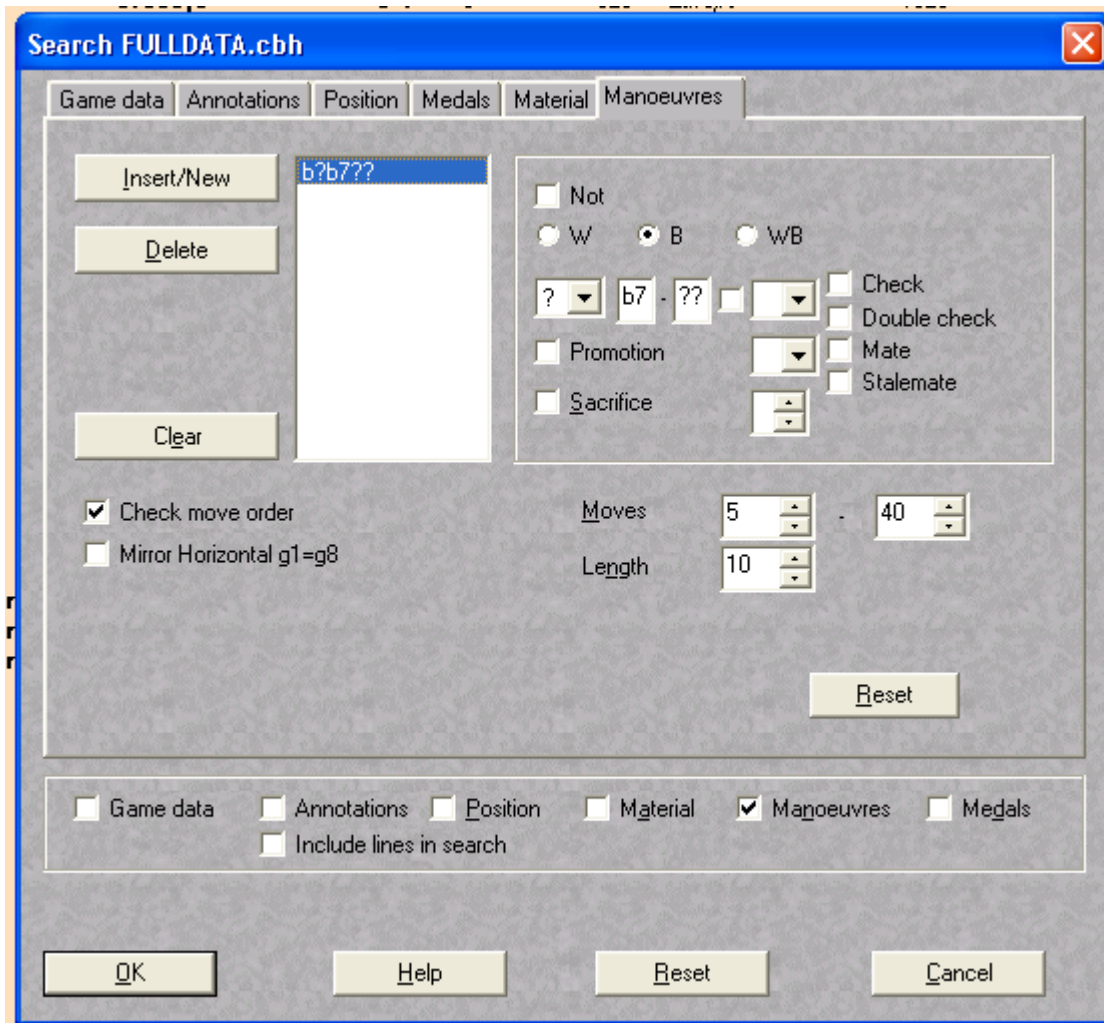 Search FULLDATA.cbh
Game data Annotations Position Medals Material Manoeuvres
Insert/New
Delete
Clear
b?b7??
Not
W B WB
? b7 - ??
Check
Double check
Promotion
Mate
Stalemate
Sacrifice
Check move order
Mirror Horizontal g1=g8
Moves 5 - 40
Length 10
Reset
Game data Annotations Position Material Manoeuvres Medals
Include lines in search
OK Help Reset Cancel